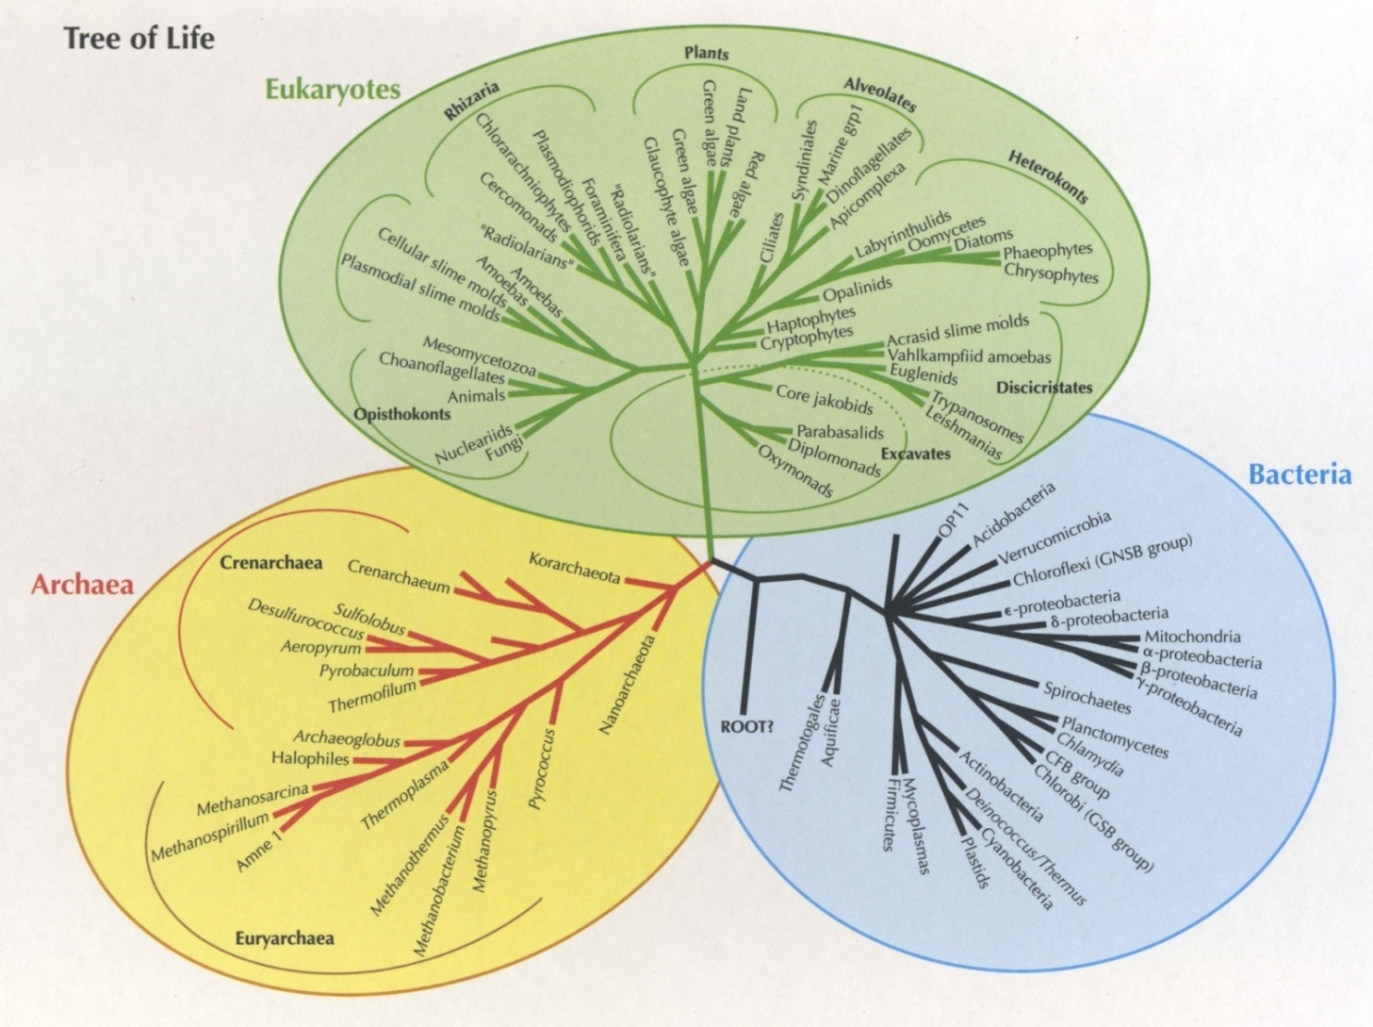 Tree of Life
Eukaryotes
Rhizaria
Plants
Alveolates
Heterokonts
Chlorarachniophytes
Plasmodiophorids
Cercomonads
Foraminifera
"Radiolarians"
"Radiolarians"
Glaucophyte algae
Green algae
Green algae
Land plants
Red algae
Ciliates
Syndiniales
Marine grp1
Dinoflagellates
Apicomplexa
Labyrinthulids
Oomycetes
Diatoms
Phaeophytes
Chrysophytes
Opalinids
Haptophytes
Cryptophytes
Cellular slime molds
Plasmodial slime molds
Amoebas
Amoebas
Mesomycetozoa
Choanoflagellates
Animals
Opisthokonts
Nucleariids
Fungi
Acrasid slime molds
Vahlkampfiid amoebas
Euglenids
Discicristates
Trypanosomes
Leishmanias
Core jakobids
Parabasalids
Diplomonads
Oxymonads
Excavates
Bacteria
OP11
Acidobacteria
Verrucomicrobia
Chloroflexi (GNSB group)
ϵ-proteobacteria
δ-proteobacteria
Mitochondria
α-proteobacteria
β-proteobacteria
γ-proteobacteria
Spirochaetes
Planctomycetes
Chlamydia
CFB group
Chlorobi (GSB group)
Actinobacteria
Deinococcus/Thermus
Cyanobacteria
Plastids
Mycoplasmas
Firmicutes
Aquificae
Thermotogales
ROOT?
Archaea
Crenarchaea
Korarchaeota
Crenarchaeum
Sulfolobus
Desulfurococcus
Aeropyrum
Pyrobaculum
Thermofilum
Nanoarchaeota
Archaeoglobus
Halophiles
Methanosarcina
Methanospirillum
Amne 1
Thermoplasma
Methanothermus
Methanobacterium
Methanopyrus
Pyrococcus
Euryarchaea